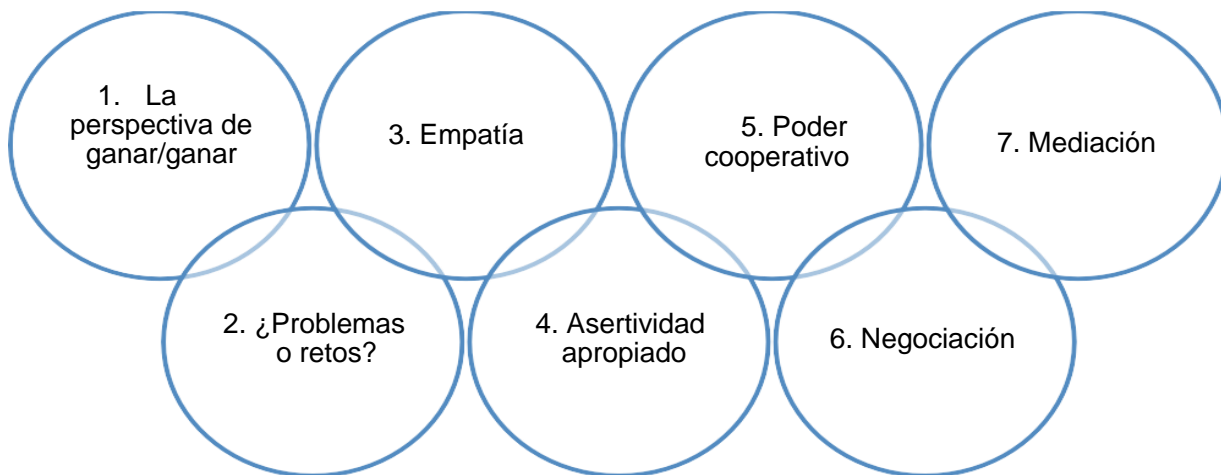 1. La
perspectiva de
ganar/ganar
2. ¿Problemas
o retos?
3. Empatía
4. Asertividad
apropiado
5. Poder
cooperativo
6. Negociación
7. Mediación